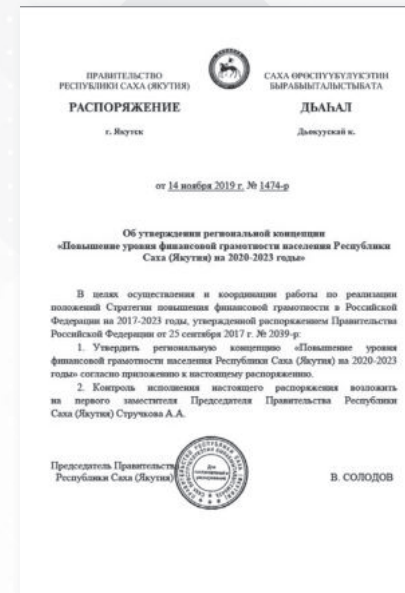 ПРАВИТЕЛЬСТВО
РЕСПУБЛИКИ САХА (ЯКУТИЯ)
РАСПОРЯЖЕНИЕ
г. Якутск
САХА ӨРӨСПҮҮБҮЛҮКЭТИН
БЫРАБЫЫТАЛЫСТЫБАТА
ДЬАҺАЛ
Дьокуускай к.
от 14 ноября 2019 г. № 1474-р
Об утверждении региональной концепции
«Повышение уровня финансовой грамотности населения Республики
Саха (Якутия) на 2020-2023 годы»
В целях осуществления и координации работы по реализации
положений Стратегии повышения финансовой грамотности в Российской
Федерации на 2017-2023 годы, утвержденной распоряжением Правительства
Российской Федерации от 25 сентября 2017 г. № 2039-р:
1. Утвердить региональную концепцию «Повышение уровня
финансовой грамотности населения Республики Саха (Якутия) на 2020-2023
годы» согласно приложению к настоящему распоряжению.
2. Контроль исполнения настоящего распоряжения возложить
на первого заместителя Председателя Правительства Республики
Саха (Якутия) Стручкова А.А.
Председатель Правительства
Республики Саха (Якутия)
В. СОЛОДОВ